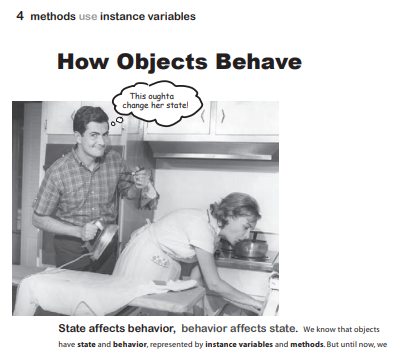 4 methods use instance variables
How Objects Behave
This oughta
change her state!
State affects behavior, behavior affects state. We know that objects
have state and behavior, represented by instance variables and methods. But until now, we